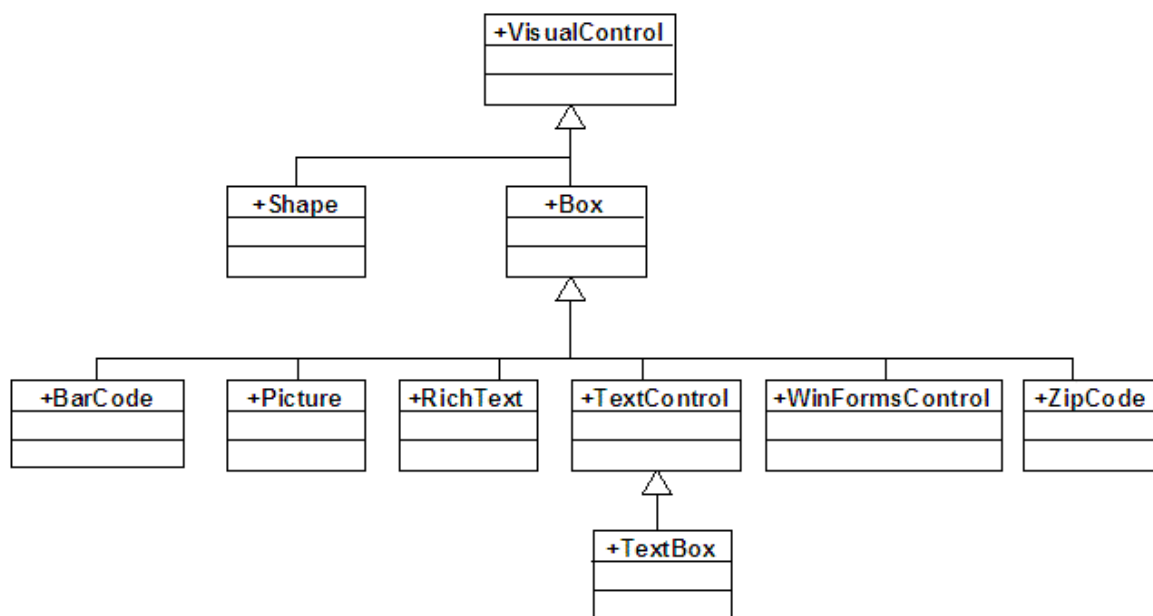 +VisualControl
+Shape
+Box
+BarCode
+Picture
+RichText
+TextControl
+WinFormsControl
+ZipCode
+TextBox